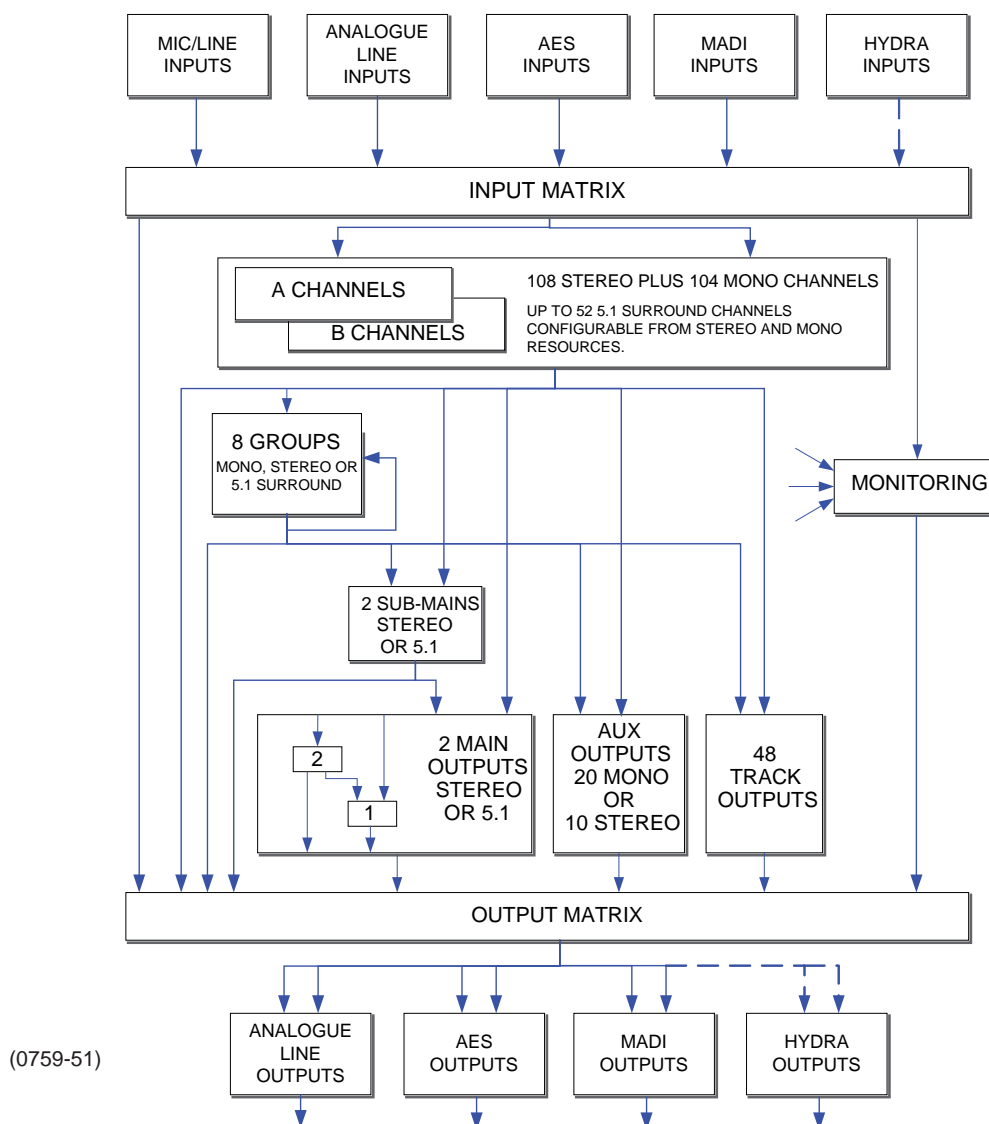 MIC/LINE
INPUTS
ANALOGUE
LINE
INPUTS
AES
INPUTS
MADI
INPUTS
HYDRA
INPUTS
INPUT MATRIX
A CHANNELS
B CHANNELS
108 STEREO PLUS 104 MONO CHANNELS
UP TO 52 5.1 SURROUND CHANNELS
CONFIGURABLE FROM STEREO AND MONO
RESOURCES.
8 GROUPS
MONO, STEREO OR
5.1 SURROUND
MONITORING
2 SUB-MAINS
STEREO
OR 5.1
2
1
2 MAIN
OUTPUTS
STEREO
OR 5.1
AUX
OUTPUTS
20 MONO
OR
10 STEREO
48
TRACK
OUTPUTS
OUTPUT MATRIX
ANALOGUE
LINE
OUTPUTS
AES
OUTPUTS
MADI
OUTPUTS
HYDRA
OUTPUTS
(0759-51)